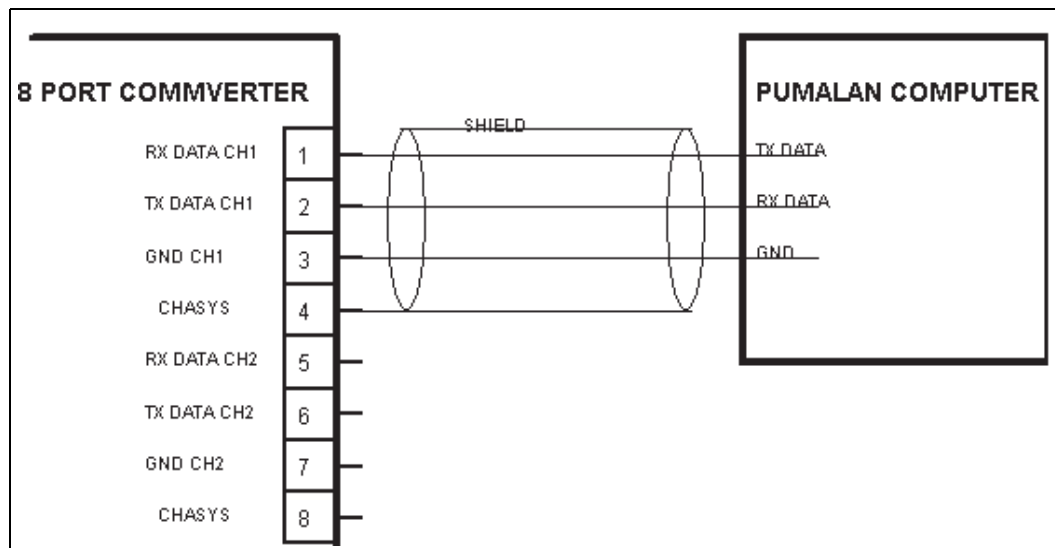 8 PORT COMMVERTER
PUMALAN COMPUTER
SHIELD
RX DATA CH1 1 TX DATA
TX DATA CH1 2 RX DATA
GND CH1 3 GND
CHASYS 4
RX DATA CH2 5
TX DATA CH2 6
GND CH2 7
CHASYS 8